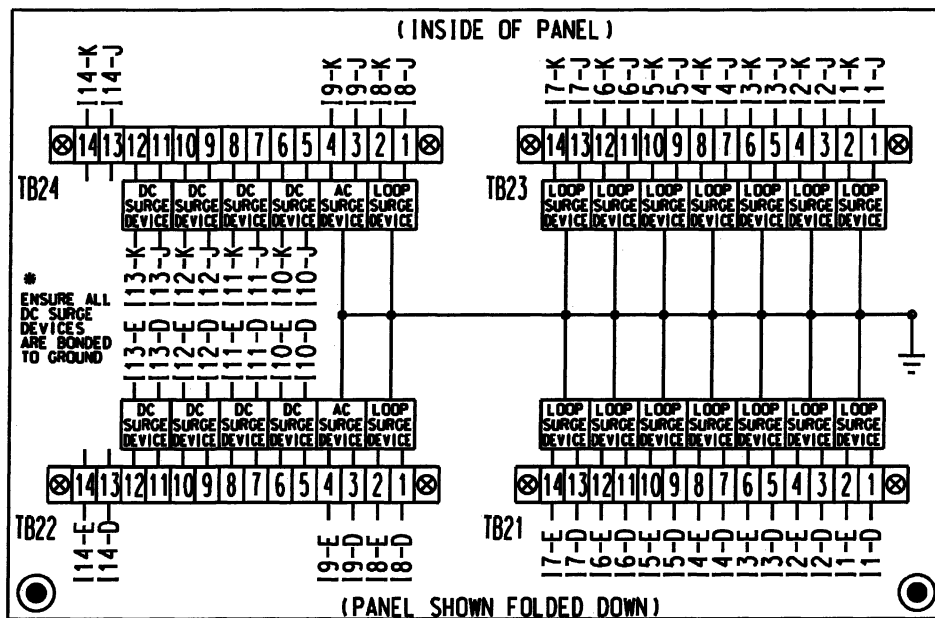 (INSIDE OF PANEL)
I14-K I14-J I9-K I9-J I8-K I8-J I7-K I7-J I6-K I6-J I5-K I5-J I4-K I4-J I3-K I3-J I2-K I2-J I1-K I1-J
14 13 12 11 10 9 8 7 6 5 4 3 2 1
14 13 12 11 10 9 8 7 6 5 4 3 2 1
TB24
DC SURGE DEVICE
DC SURGE DEVICE
DC SURGE DEVICE
DC SURGE DEVICE
AC SURGE DEVICE
LOOP SURGE DEVICE
TB23
LOOP SURGE DEVICE
LOOP SURGE DEVICE
LOOP SURGE DEVICE
LOOP SURGE DEVICE
LOOP SURGE DEVICE
LOOP SURGE DEVICE
LOOP SURGE DEVICE
I13-K I13-J I12-K I12-J I11-K I11-J I10-K I10-J
*
ENSURE ALL
DC SURGE
DEVICES
ARE BONDED
TO GROUND
I13-E I13-D I12-E I12-D I11-E I11-D I10-E I10-D
DC SURGE DEVICE
DC SURGE DEVICE
DC SURGE DEVICE
DC SURGE DEVICE
AC SURGE DEVICE
LOOP SURGE DEVICE
LOOP SURGE DEVICE
LOOP SURGE DEVICE
LOOP SURGE DEVICE
LOOP SURGE DEVICE
LOOP SURGE DEVICE
LOOP SURGE DEVICE
LOOP SURGE DEVICE
14 13 12 11 10 9 8 7 6 5 4 3 2 1
14 13 12 11 10 9 8 7 6 5 4 3 2 1
TB22
TB21
I14-E I14-D I9-E I9-D I8-E I8-D I7-E I7-D I6-E I6-D I5-E I5-D I4-E I4-D I3-E I3-D I2-E I2-D I1-E I1-D
(PANEL SHOWN FOLDED DOWN)